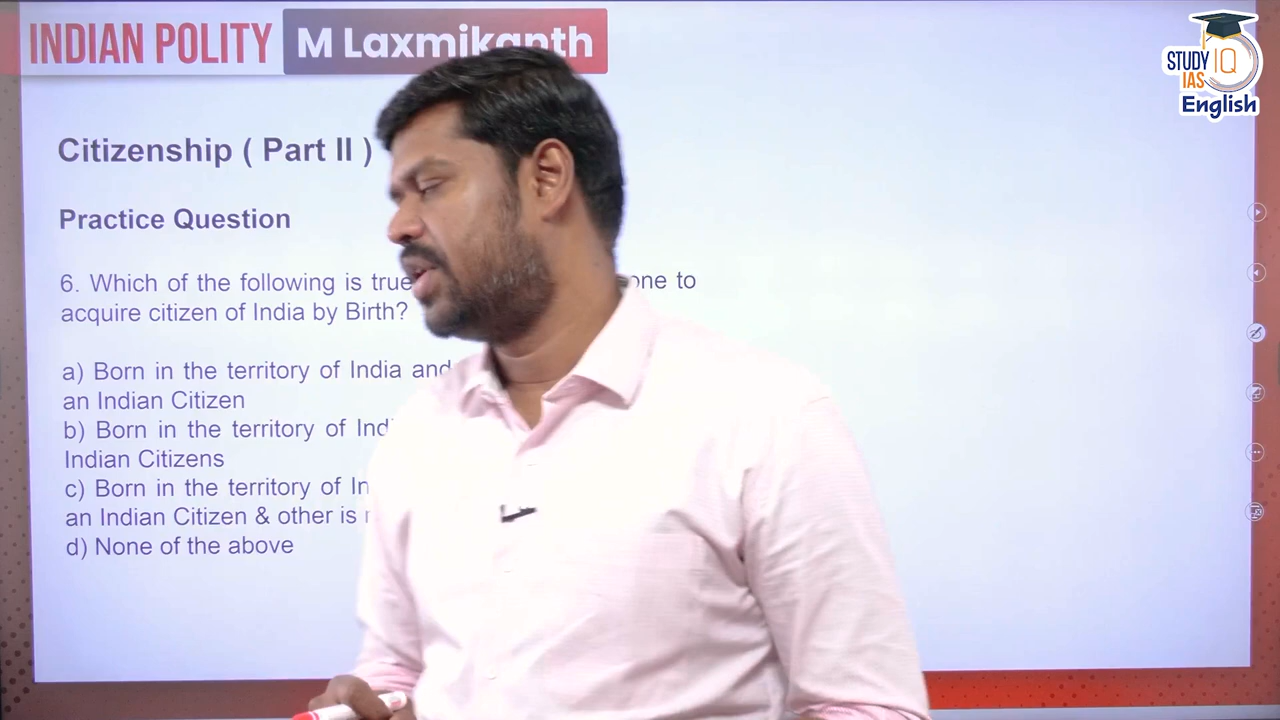 INDIAN POLITY M Laxmikanth
STUDY IQ
IAS
English
Citizenship ( Part II )
Practice Question
6. Which of the following is true one to
acquire citizen of India by Birth?
a) Born in the territory of India and
an Indian Citizen
b) Born in the territory of
Indian Citizens
c) Born in the territory of
an Indian Citizen & other is
d) None of the above